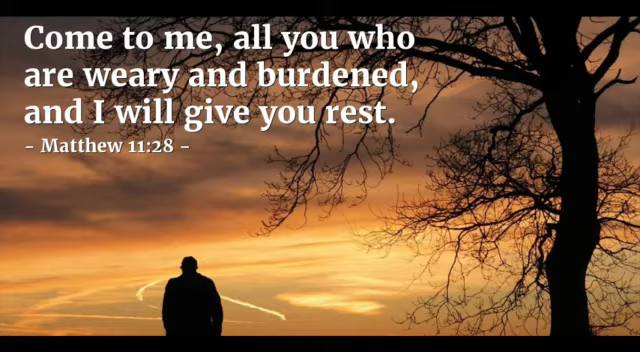 Come to me, all you who
are weary and burdened,
and I will give you rest.
- Matthew 11:28 -